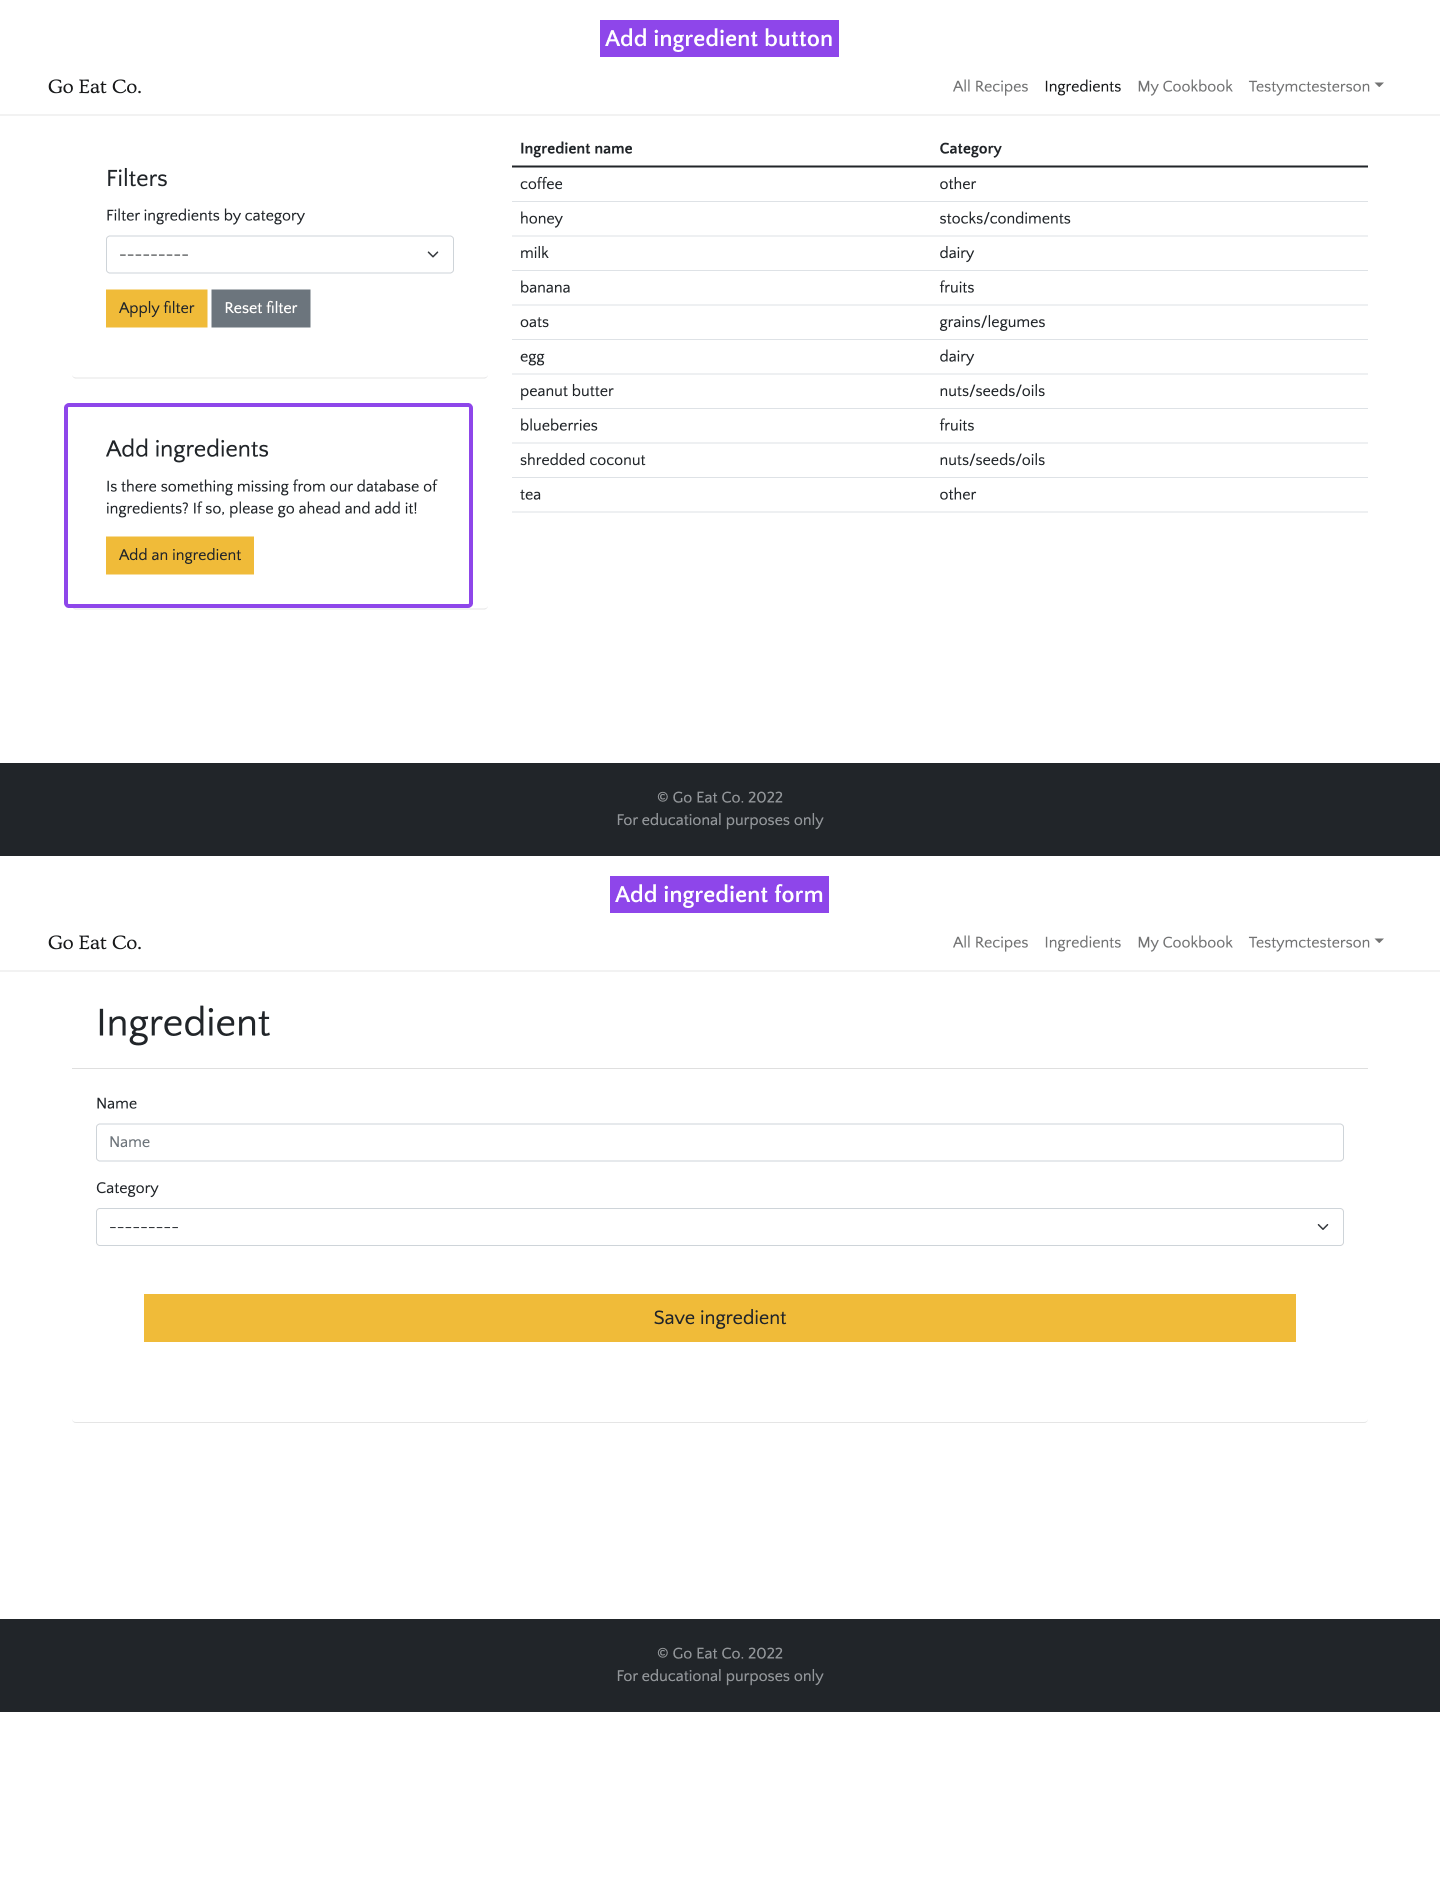 Add ingredient button
Go Eat Co.
All Recipes Ingredients My Cookbook Testymctesterson
Filters
Filter ingredients by category
---------
Apply filter Reset filter
Add ingredients
Is there something missing from our database of
ingredients? If so, please go ahead and add it!
Add an ingredient
Ingredient name Category
coffee other
honey stocks/condiments
milk dairy
banana fruits
oats grains/legumes
egg dairy
peanut butter nuts/seeds/oils
blueberries fruits
shredded coconut nuts/seeds/oils
tea other
© Go Eat Co. 2022
For educational purposes only
Add ingredient form
Go Eat Co.
All Recipes Ingredients My Cookbook Testymctesterson
Ingredient
Name
Name
Category
---------
Save ingredient
© Go Eat Co. 2022
For educational purposes only